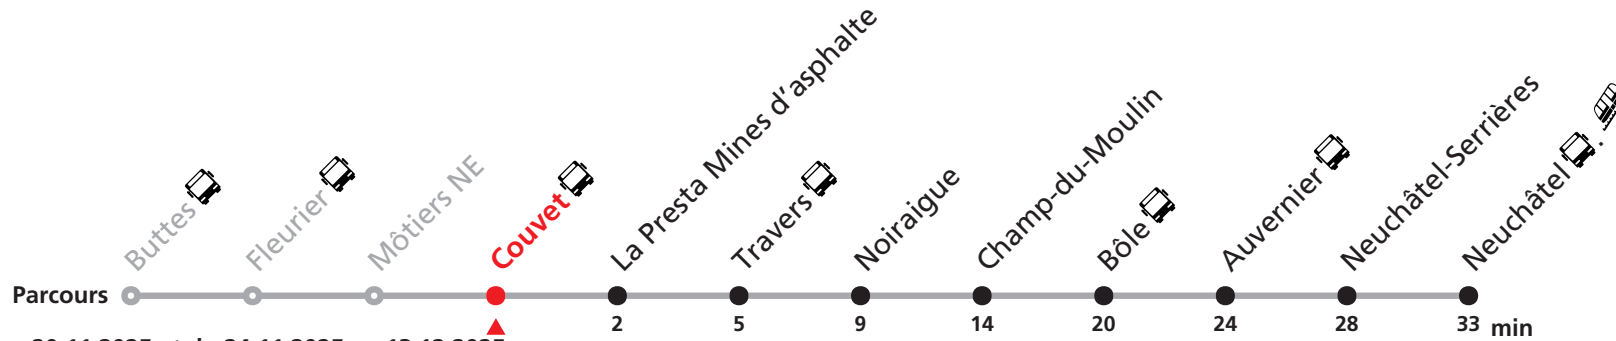 Buttes
Fleurier
Môtiers NE
Couvet
La Presta Mines d'asphalte
Travers
Noiraigue
Champ-du-Moulin
Bôle
Auvernier
Neuchâtel-Serrières
Neuchâtel
Parcours
2 5 9 14 20 24 28 33 min